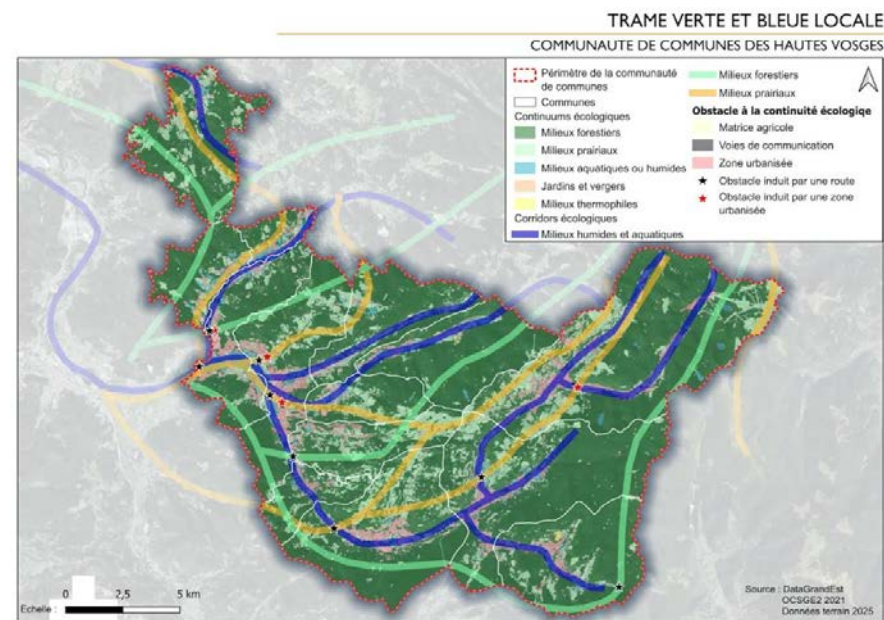 TRAME VERTE ET BLEUE LOCALE
COMMUNAUTE DE COMMUNES DES HAUTES VOSGES
Périmètre de la communauté
de communes
Communes
Continuums écologiques
Milieux forestiers
Milieux prairiaux
Milieux aquatiques ou humides
Jardins et vergers
Milieux thermophiles
Corridors écologiques
Milieux humides et aquatiques
Milieux forestiers
Milieux prairiaux
Obstacle à la continuité écologiqe
Matrice agricole
Voies de communication
Zone urbanisée
Obstacle induit par une route
Obstacle induit par une zone
urbanisée
Echelle :
0 2,5 5 km
Source : DataGrandEst
OCSGE2 2021
Données terrain 2025